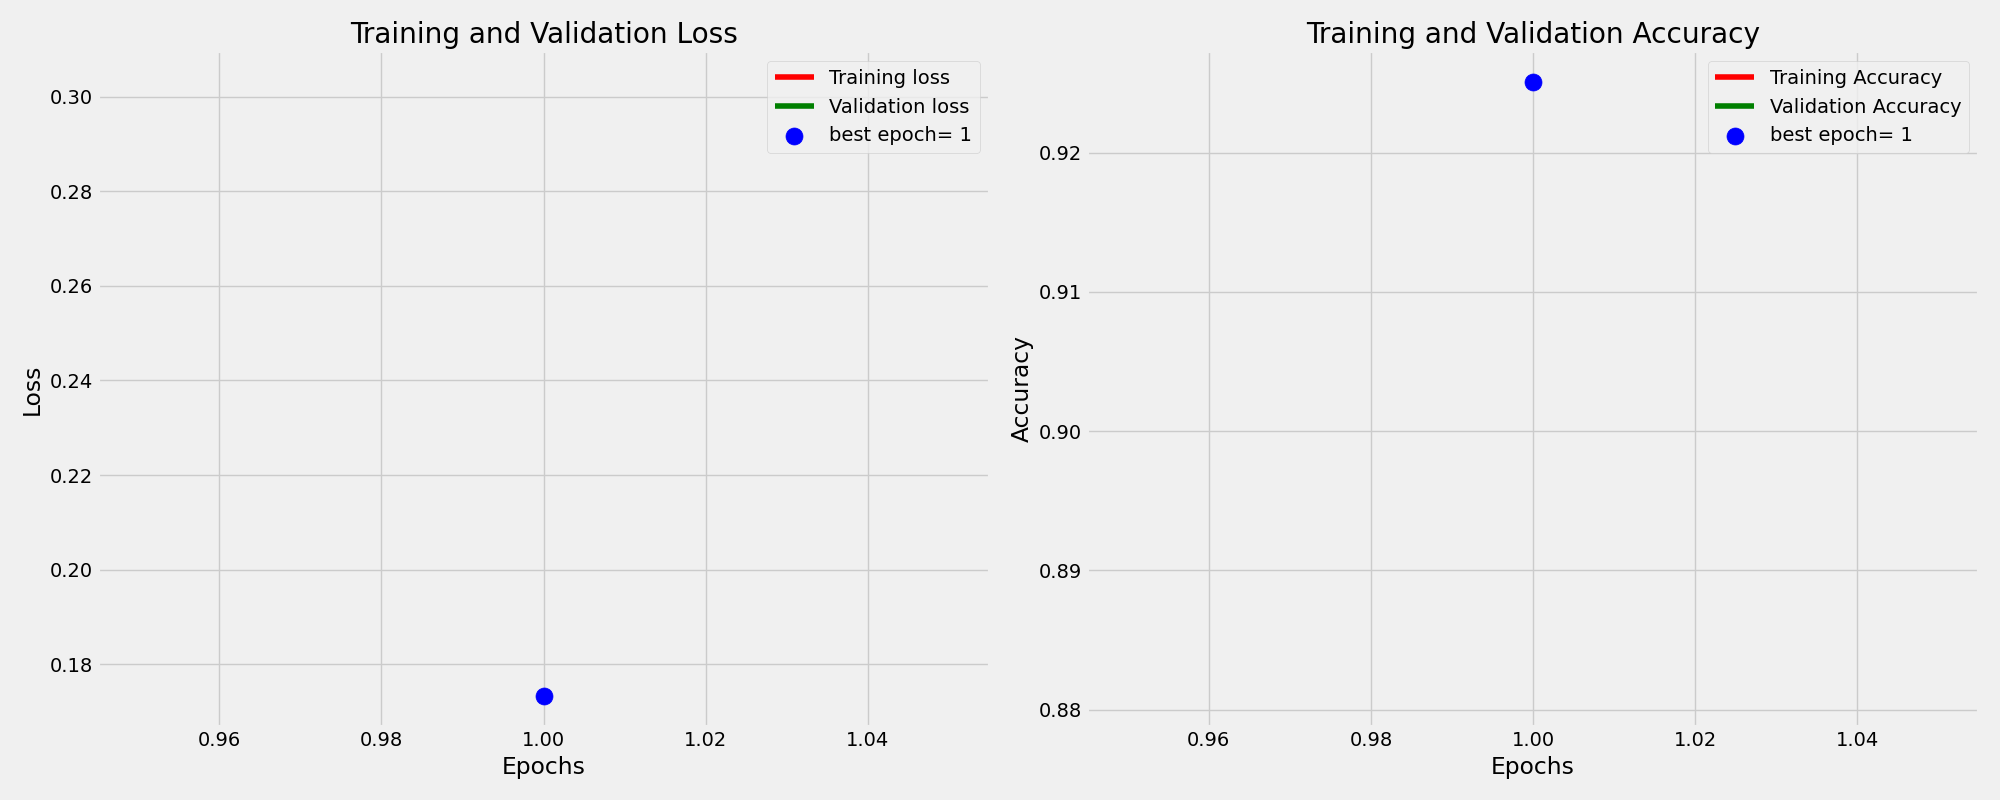 Training and Validation Loss
Training loss
Validation loss
best epoch= 1
0.30
0.28
0.26
0.24
0.22
0.20
0.18
Loss
0.96 0.98 1.00 1.02 1.04
Epochs
Training and Validation Accuracy
Training Accuracy
Validation Accuracy
best epoch= 1
0.92
0.91
0.90
0.89
0.88
Accuracy
0.96 0.98 1.00 1.02 1.04
Epochs